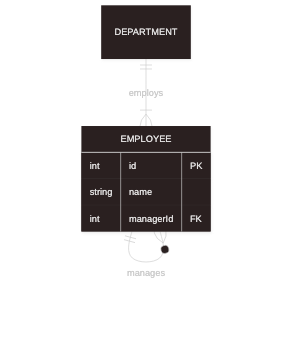 DEPARTMENT
employs
EMPLOYEE
int id PK
string name
int managerId FK
manages